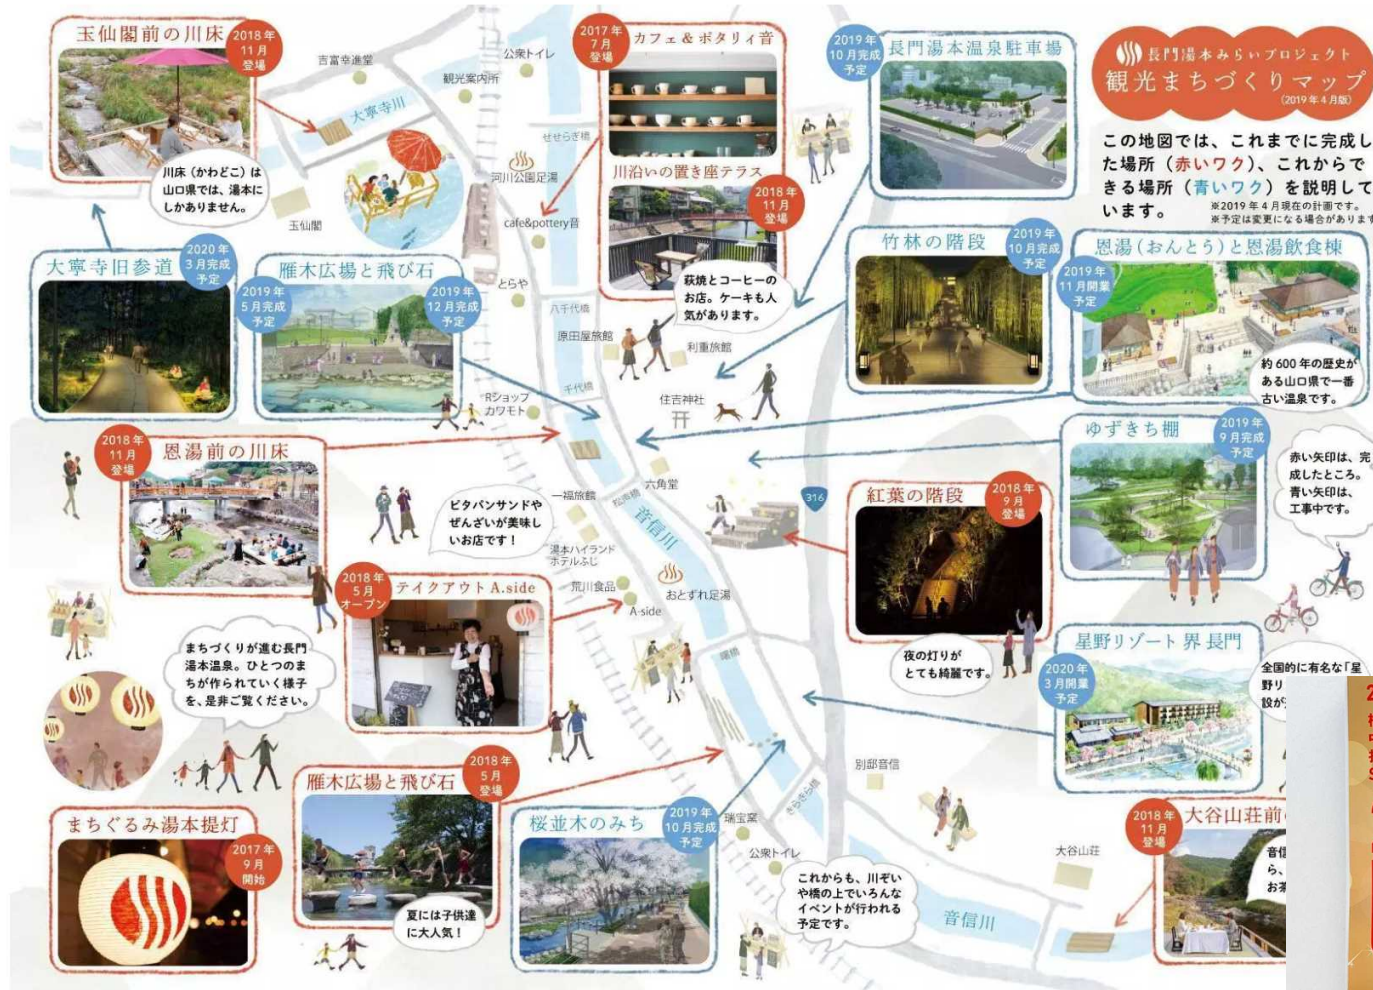 長門湯本みらいプロジェクト
観光まちづくりマップ
(2019年4月版)
この地図では、これまでに完成し
た場所（赤いワク）、これからで
きる場所（青いワク）を説明して
います。
※2019年4月現在の計画です。
※予定は変更になる場合があります
玉仙閣前の川床
2018年
11月
登場
川床（かわどこ）は
山口県では、湯本に
しかありません。
吉冨幸進堂
公衆トイレ
観光案内所
大寧寺川
せせらぎ橋
河川公園足湯
玉仙閣
cafe&pottery音
とらや
2017年
7月
登場
カフェ&ポタリィ音
川沿いの置き座テラス
2018年
11月
登場
萩焼とコーヒーの
お店。ケーキも人
気があります。
2019年
10月完成
予定
長門湯本温泉駐車場
大寧寺旧参道
2020年
3月完成
予定
雁木広場と飛び石
2019年
5月完成
予定
2019年
12月完成
予定
竹林の階段
2019年
10月完成
予定
恩湯（おんとう）と恩湯飲食棟
2019年
11月開業
予定
約600年の歴史が
ある山口県で一番
古い温泉です。
八千代橋
原田屋旅館
利重旅館
千代橋
Rショップ
カワモト
住吉神社
恩湯前の川床
2018年
11月
登場
ピタパンサンドや
ぜんざいが美味し
いお店です！
一福旅館
六角堂
音信川
316
湯本ハイランド
ホテルふじ
荒川食品
A-side
おとずれ足湯
曙橋
紅葉の階段
2018年
9月
登場
夜の灯りが
とても綺麗です。
ゆずきち棚
2019年
9月完成
予定
赤い矢印は、完
成したところ。
青い矢印は、
工事中です。
2018年
5月
オープン
テイクアウト A.side
まちづくりが進む長門
湯本温泉。ひとつのま
ちが作られていく様子
を、是非ご覧ください。
星野リゾート 界 長門
2020年
3月開業
予定
全国的に有名な「星
野リ
設が
別邸音信
きらきら橋
雁木広場と飛び石
2018年
5月
登場
夏には子供達
に大人気！
まちぐるみ湯本提灯
2017年
9月
開始
桜並木のみち
2019年
10月完成
予定
瑞宝窯
公衆トイレ
これからも、川ぞい
や橋の上でいろんな
イベントが行われる
予定です。
音信川
大谷山荘
2018年
11月
登場
大谷山荘前
音信
ら、
お茶